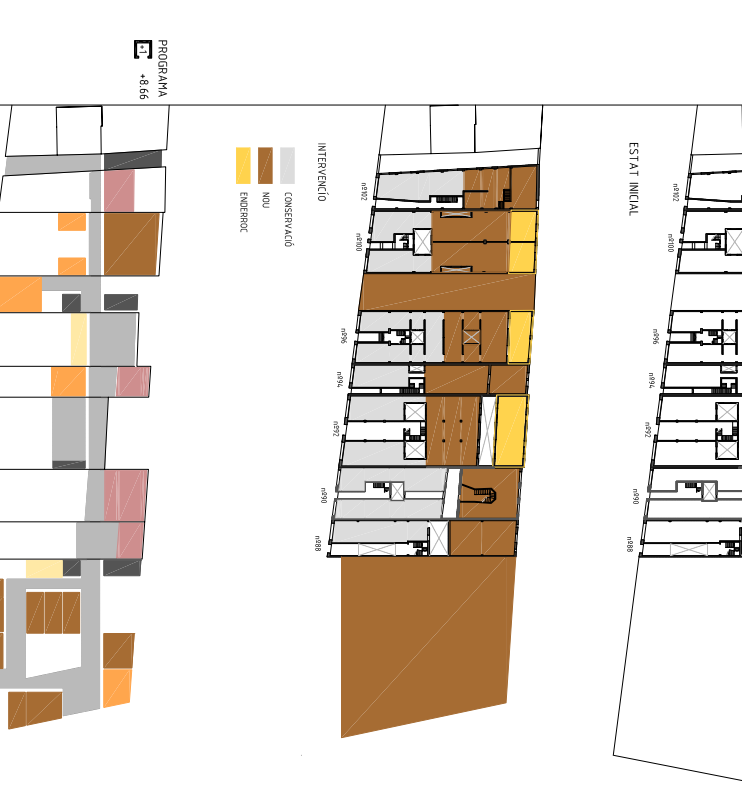 PROGRAMA
+1 +8.66
INTERVENCIÓ
CONSERVACIÓ
NOU
ENDERROC
nº102
nº100
nº96
nº94
nº92
nº90
nº88
ESTAT INICIAL
nº102
nº100
nº96
nº94
nº92
nº90
nº88